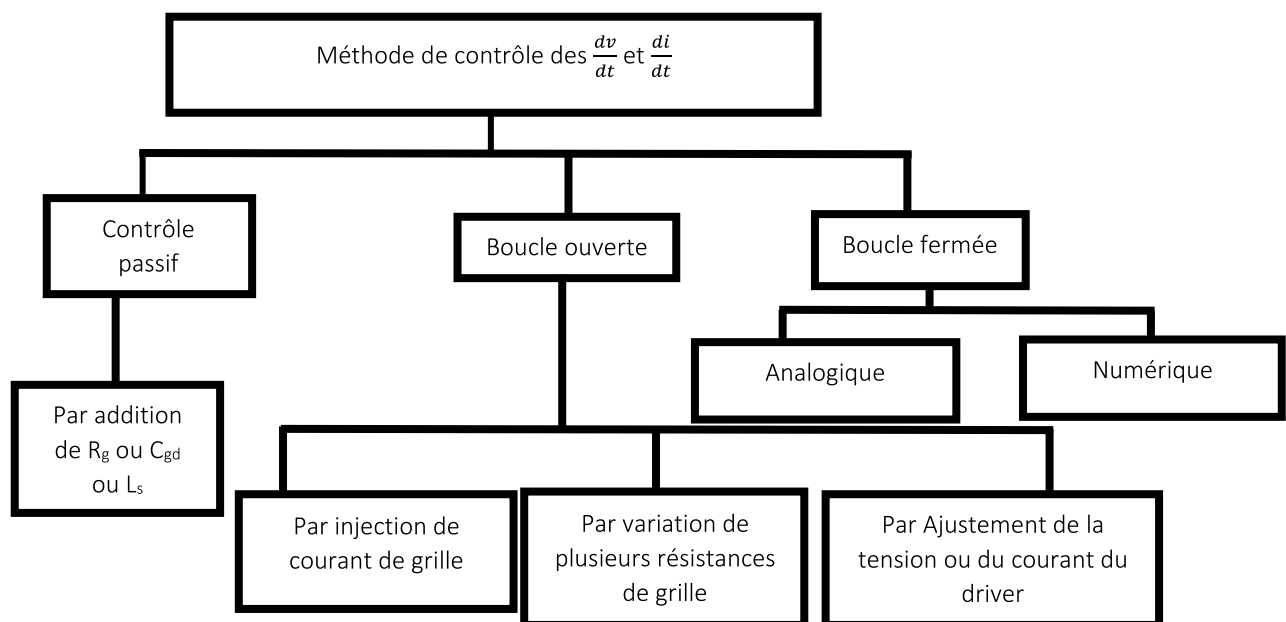 Méthode de contrôle des dv/dt et di/dt
Contrôle
passif
Boucle ouverte
Boucle fermée
Analogique
Numérique
Par addition
de Rg ou Cgd
ou Ls
Par injection de
courant de grille
Par variation de
plusieurs résistances
de grille
Par Ajustement de la
tension ou du courant du
driver